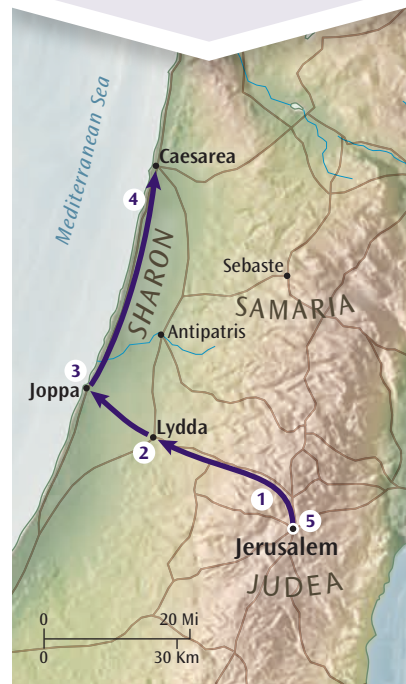 Mediterranean Sea
Caesarea
4
SHARON
Sebaste
SAMARIA
Antipatris
3
Joppa
Lydda
2
1
5
Jerusalem
JUDEA
0 20 Mi
0 30 Km